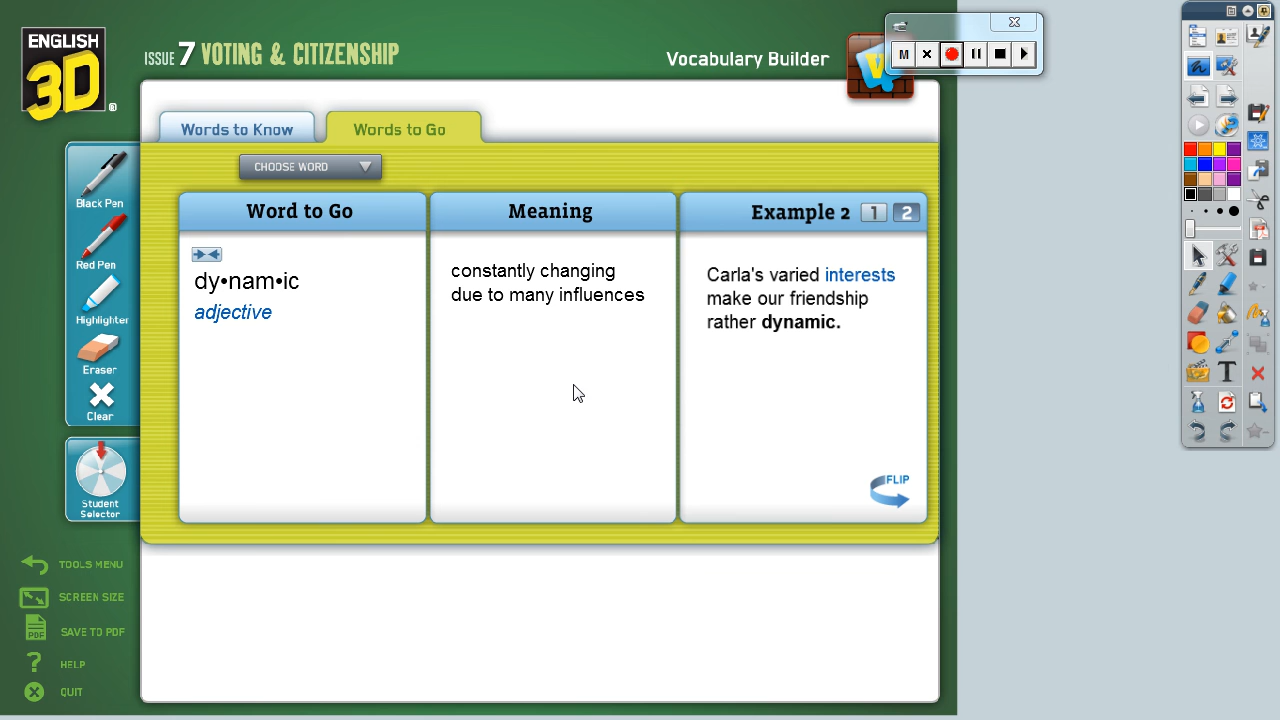 ENGLISH
3D
®
ISSUE 7 VOTING & CITIZENSHIP
Vocabulary Builder
V
M
Words to Know
Words to Go
CHOOSE WORD
Word to Go
Meaning
Example 2 1 2
dy•nam•ic
adjective
constantly changing
due to many influences
Carla's varied interests
make our friendship
rather dynamic.
FLIP
Black Pen
Red Pen
Highlighter
Eraser
Clear
Student
Selector
TOOLS MENU
SCREEN SIZE
PDF
SAVE TO PDF
? HELP
QUIT
T